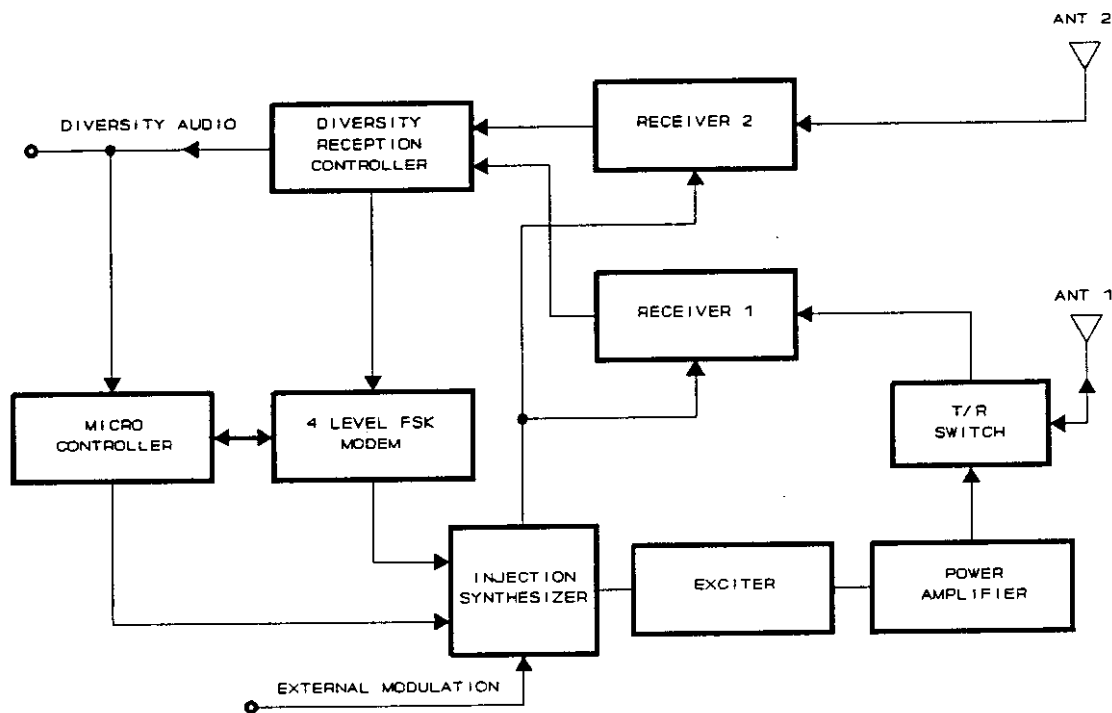 ANT 2
DIVERSITY AUDIO
DIVERSITY
RECEPTION
CONTROLLER
RECEIVER 2
RECEIVER 1
ANT 1
MICRO
CONTROLLER
4 LEVEL FSK
MODEM
T/R
SWITCH
INJECTION
SYNTHESIZER
EXCITER
POWER
AMPLIFIER
EXTERNAL MODULATION